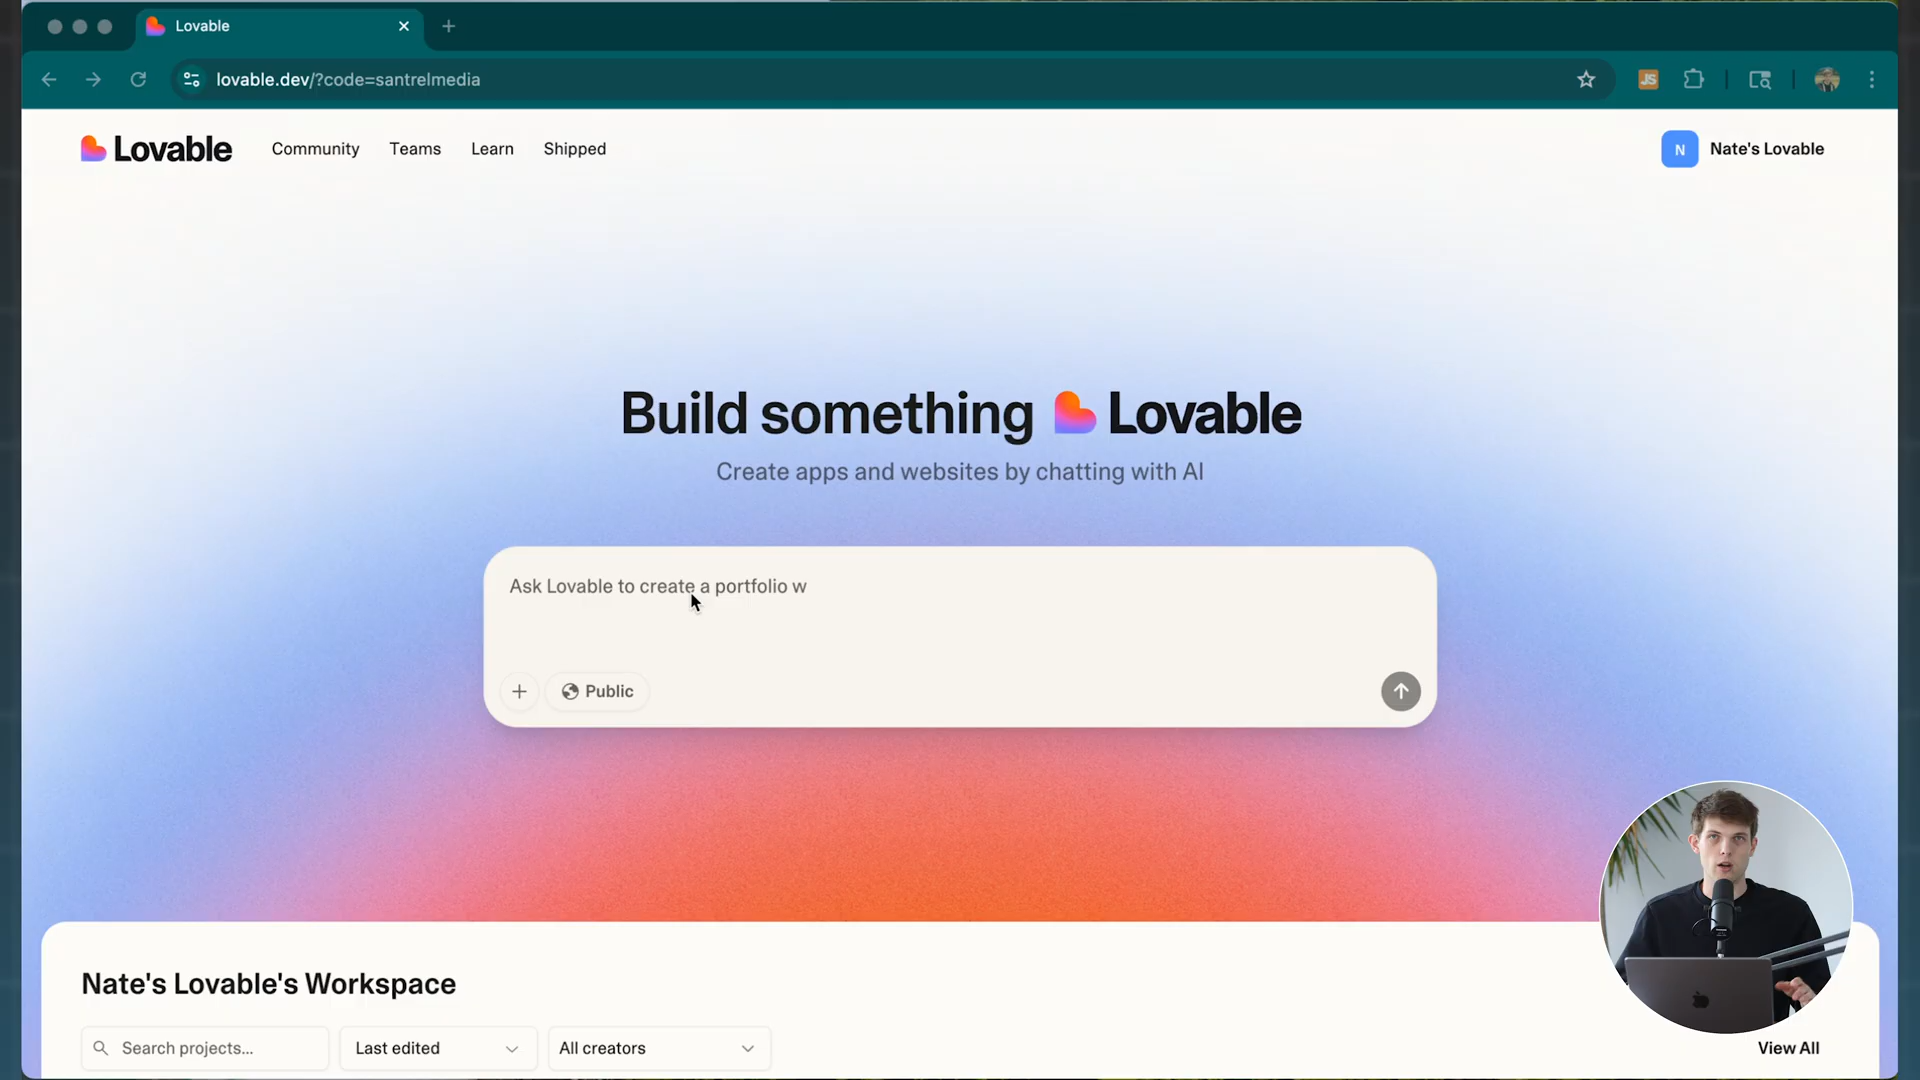 Lovable
lovable.dev/?code=santrelmedia
JS
Lovable
Community
Teams
Learn
Shipped
N
Nate's Lovable
Build something Lovable
Create apps and websites by chatting with AI
Ask Lovable to create a portfolio w
Public
Nate's Lovable's Workspace
Search projects...
Last edited
All creators
View All